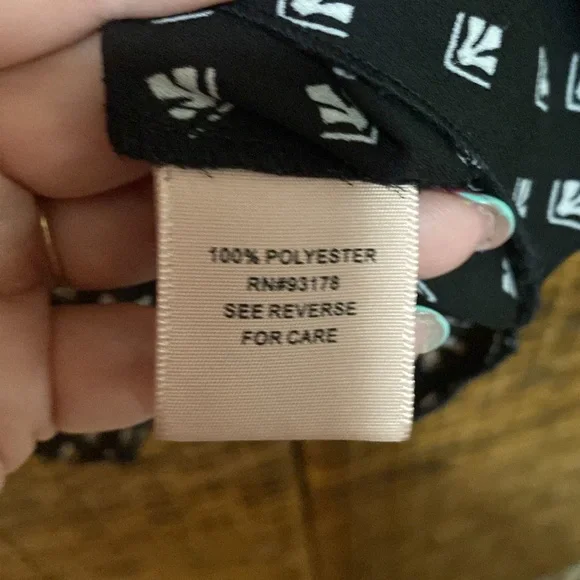 100% POLYESTER
RN#93178
SEE REVERSE
FOR CARE